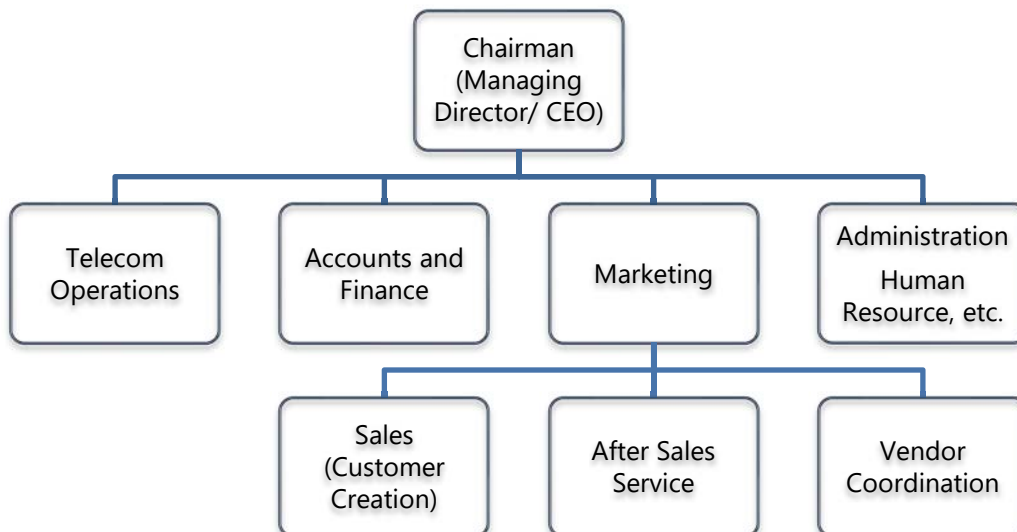 Chairman
(Managing
Director/ CEO)
Telecom
Operations
Accounts and
Finance
Marketing
Administration
Human
Resource, etc.
Sales
(Customer
Creation)
After Sales
Service
Vendor
Coordination